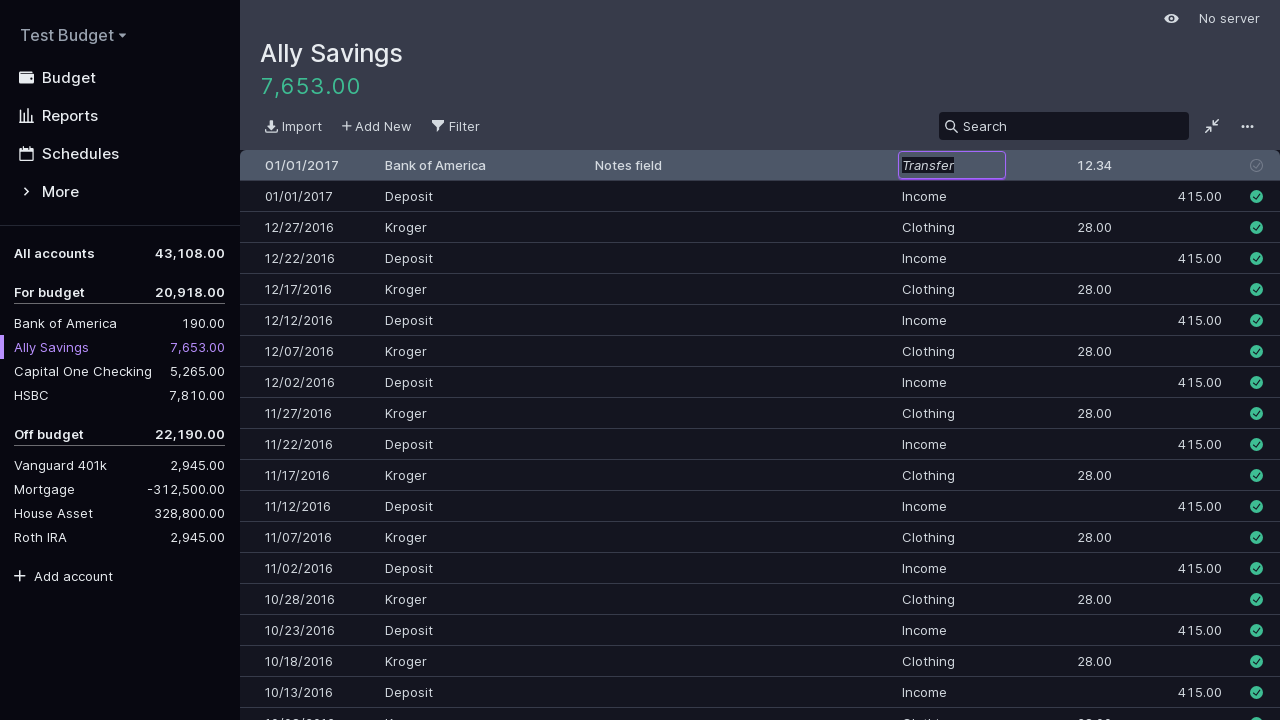 Test Budget
Budget
Reports
Schedules
More
All accounts 43,108.00
For budget 20,918.00
Bank of America 190.00
Ally Savings 7,653.00
Capital One Checking 5,265.00
HSBC 7,810.00
Off budget 22,190.00
Vanguard 401k 2,945.00
Mortgage -312,500.00
House Asset 328,800.00
Roth IRA 2,945.00
Add account
No server
Ally Savings
7,653.00
Import Add New Filter Search
01/01/2017 Bank of America Notes field Transfer 12.34
01/01/2017 Deposit Income 415.00
12/27/2016 Kroger Clothing 28.00
12/22/2016 Deposit Income 415.00
12/17/2016 Kroger Clothing 28.00
12/12/2016 Deposit Income 415.00
12/07/2016 Kroger Clothing 28.00
12/02/2016 Deposit Income 415.00
11/27/2016 Kroger Clothing 28.00
11/22/2016 Deposit Income 415.00
11/17/2016 Kroger Clothing 28.00
11/12/2016 Deposit Income 415.00
11/07/2016 Kroger Clothing 28.00
11/02/2016 Deposit Income 415.00
10/28/2016 Kroger Clothing 28.00
10/23/2016 Deposit Income 415.00
10/18/2016 Kroger Clothing 28.00
10/13/2016 Deposit Income 415.00